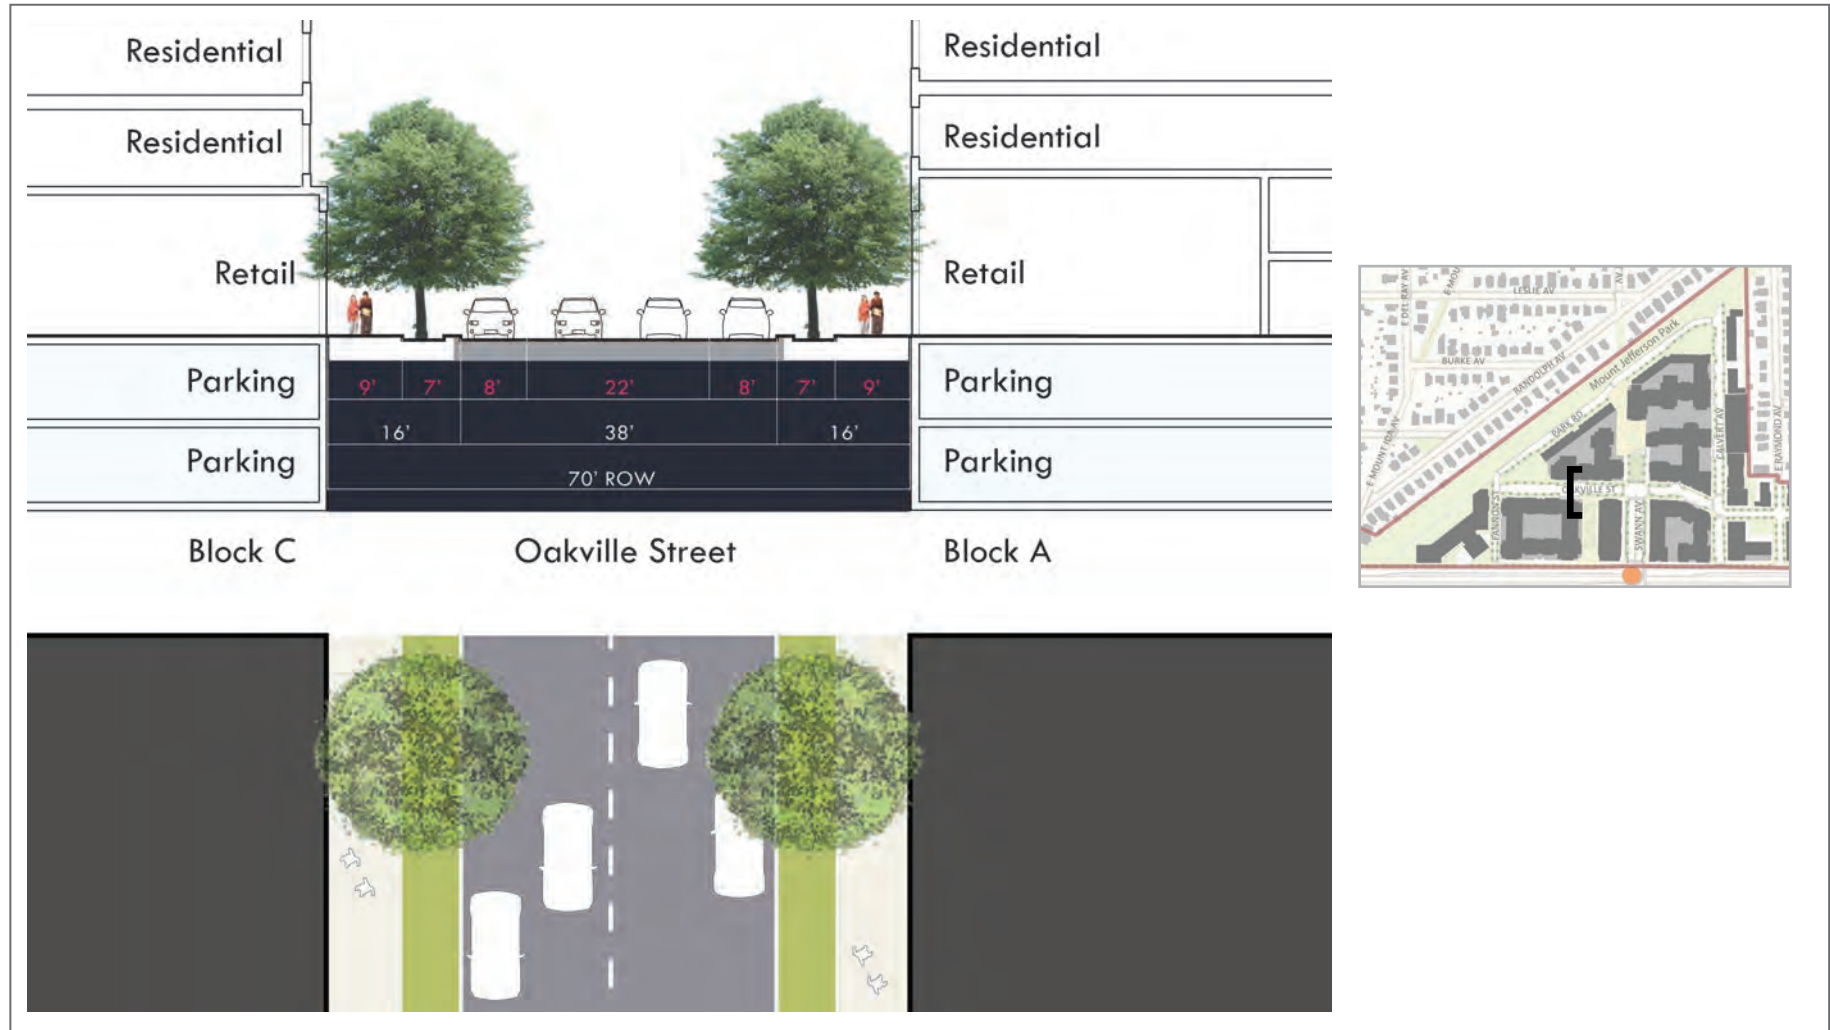 Residential
Residential
Residential
Residential
Retail
Retail
Parking
Parking
9' 7' 8' 22' 8' 7' 9'
16' 38' 16'
Parking
Parking
70' ROW
Block C
Oakville Street
Block A
LESLIE AV
E DEL RAY AV
BURKE AV
RANDOLPH AV
Mount Jefferson Park
PARK RD
E MOUNT IDA AV
CALVERT AV
E RAYMOND AV
OAKVILLE ST
FANNON ST
SWANN AV